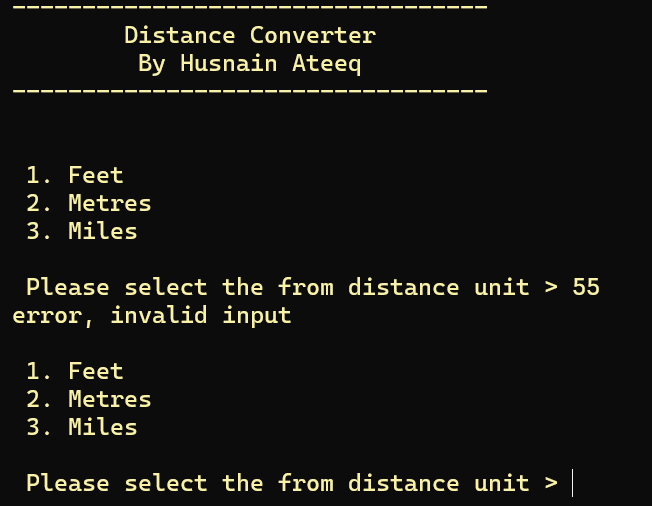 ----------------------------------
Distance Converter
By Husnain Ateeq
----------------------------------
1. Feet
2. Metres
3. Miles
Please select the from distance unit > 55
error, invalid input
1. Feet
2. Metres
3. Miles
Please select the from distance unit >